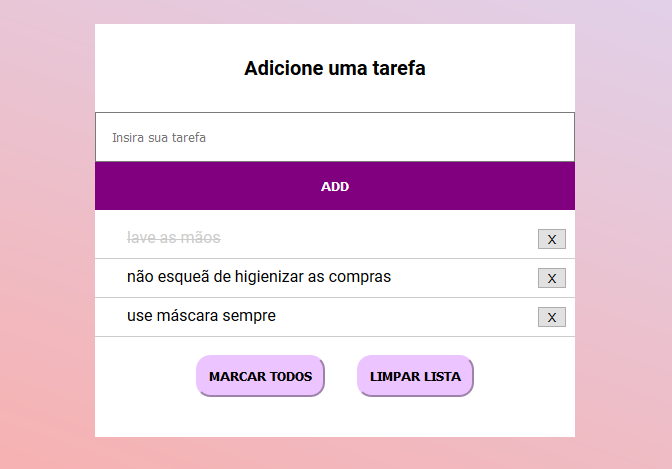 Adicione uma tarefa
Insira sua tarefa
ADD
lave as mãos X
não esqueã de higienizar as compras X
use máscara sempre X
MARCAR TODOS LIMPAR LISTA